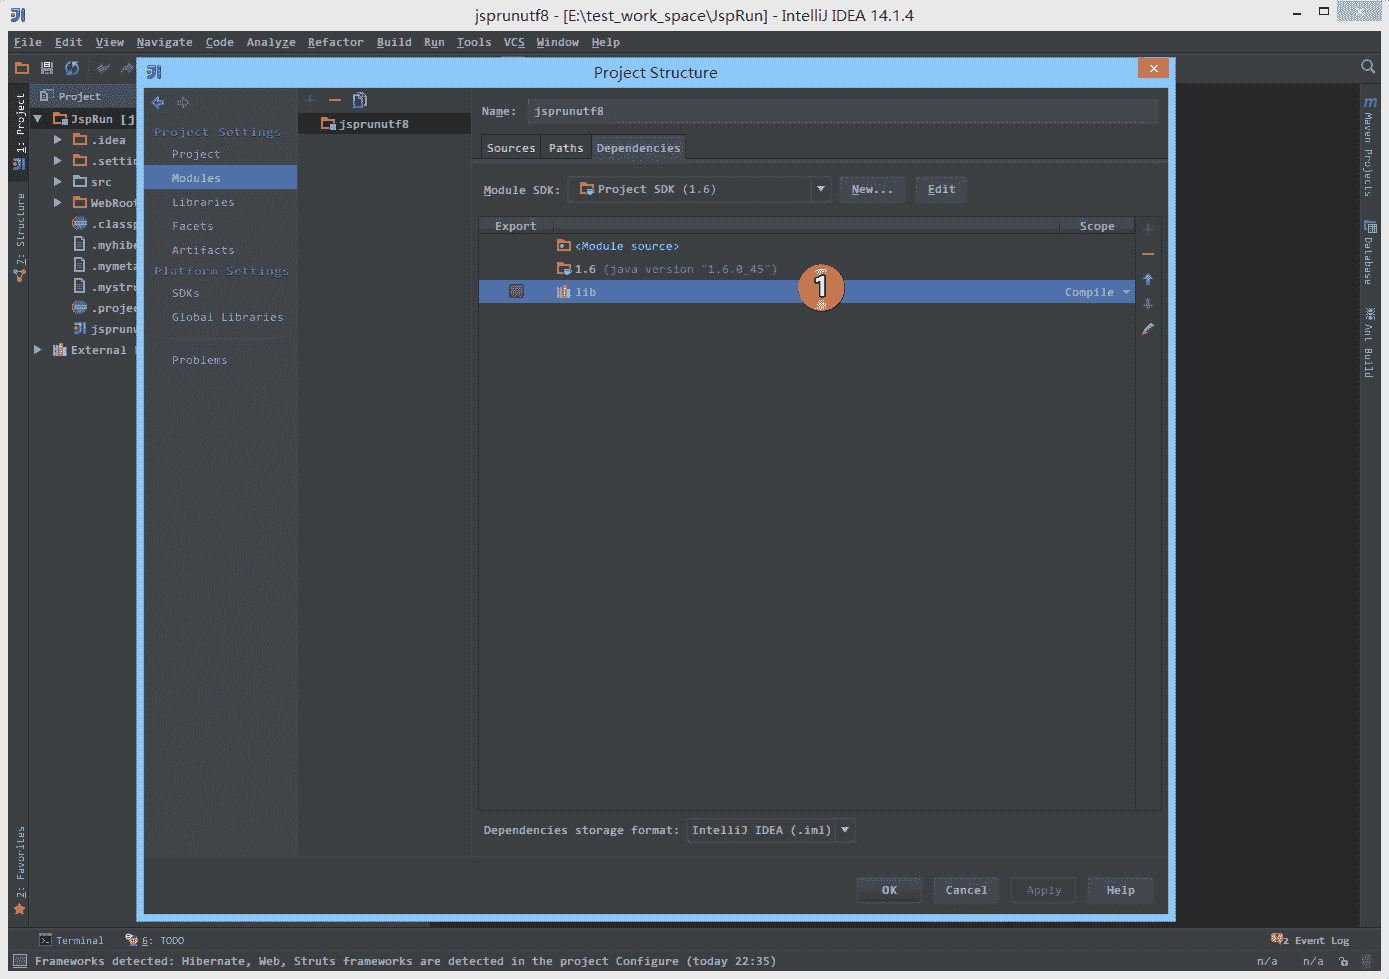 jsprunutf8 - [E:\test_work_space\JspRun] - IntelliJ IDEA 14.1.4
File Edit View Navigate Code Analyze Refactor Build Run Tools VCS Window Help
Project Structure
1: Project
Z: Structure
2: Favorites
Project
JspRun [j
.idea
.settin
src
WebRoot
.classp
.myhibe
.mymeta
.mystru
.projec
jsprunu
External
Project Settings
Project
Modules
Libraries
Facets
Artifacts
Platform Settings
SDKs
Global Libraries
Problems
jsprunutf8
Name: jsprunutf8
Sources Paths Dependencies
Module SDK: Project SDK (1.6) New... Edit
Export Scope
<Module source>
1.6 (java version "1.6.0_45")
lib Compile
1
Dependencies storage format: IntelliJ IDEA (.iml)
OK Cancel Apply Help
m Maven Projects
Database
Ant Build
Terminal 6: TODO 2 Event Log
Frameworks detected: Hibernate, Web, Struts frameworks are detected in the project Configure (today 22:35) n/a n/a